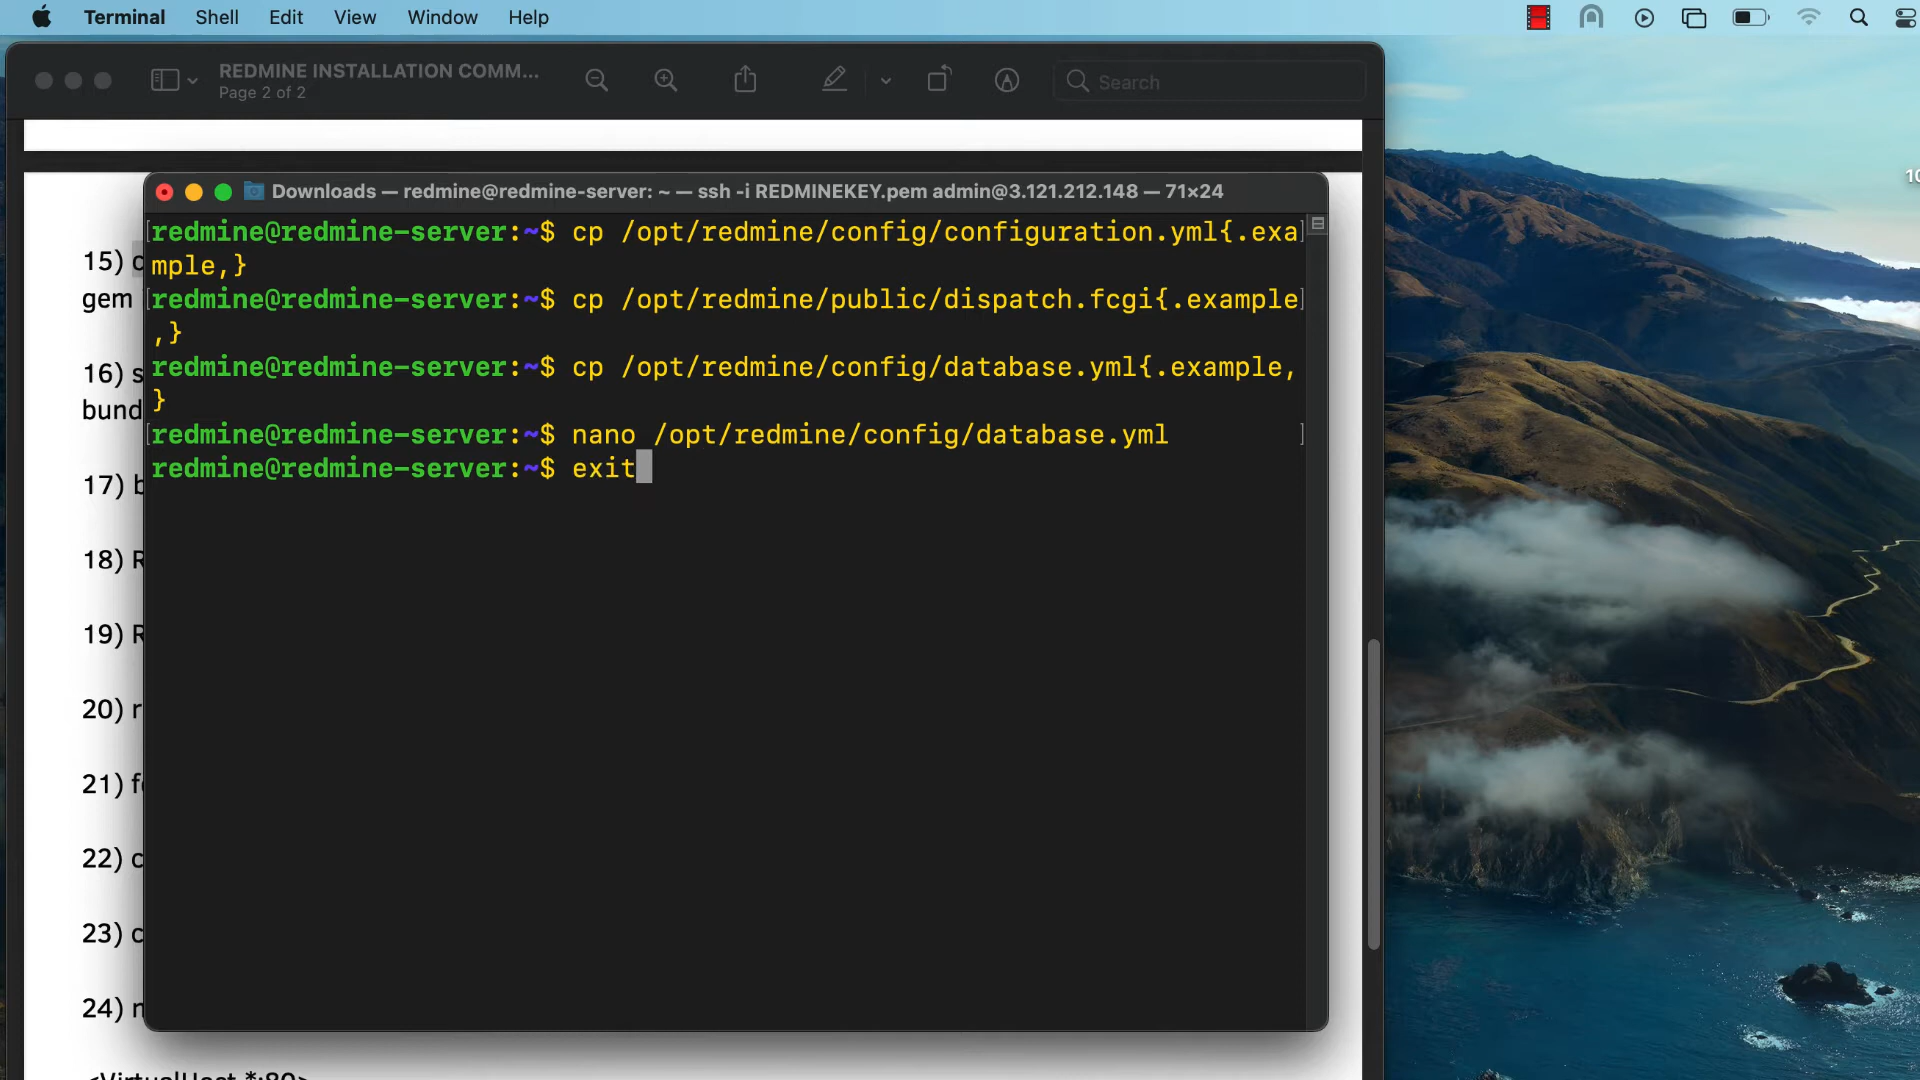 Terminal Shell Edit View Window Help
REDMINE INSTALLATION COMM...
Page 2 of 2
Search
Downloads — redmine@redmine-server: ~ — ssh -i REDMINEKEY.pem admin@3.121.212.148 — 71×24
[redmine@redmine-server:~$ cp /opt/redmine/config/configuration.yml{.exa]
mple,}
[redmine@redmine-server:~$ cp /opt/redmine/public/dispatch.fcgi{.example]
,}
redmine@redmine-server:~$ cp /opt/redmine/config/database.yml{.example,
}
[redmine@redmine-server:~$ nano /opt/redmine/config/database.yml ]
redmine@redmine-server:~$ exit
15) c
gem
16) s
bund
17) b
18) R
19) R
20) r
21) f
22) c
23) c
24) n
<VirtualHost *:80>
10